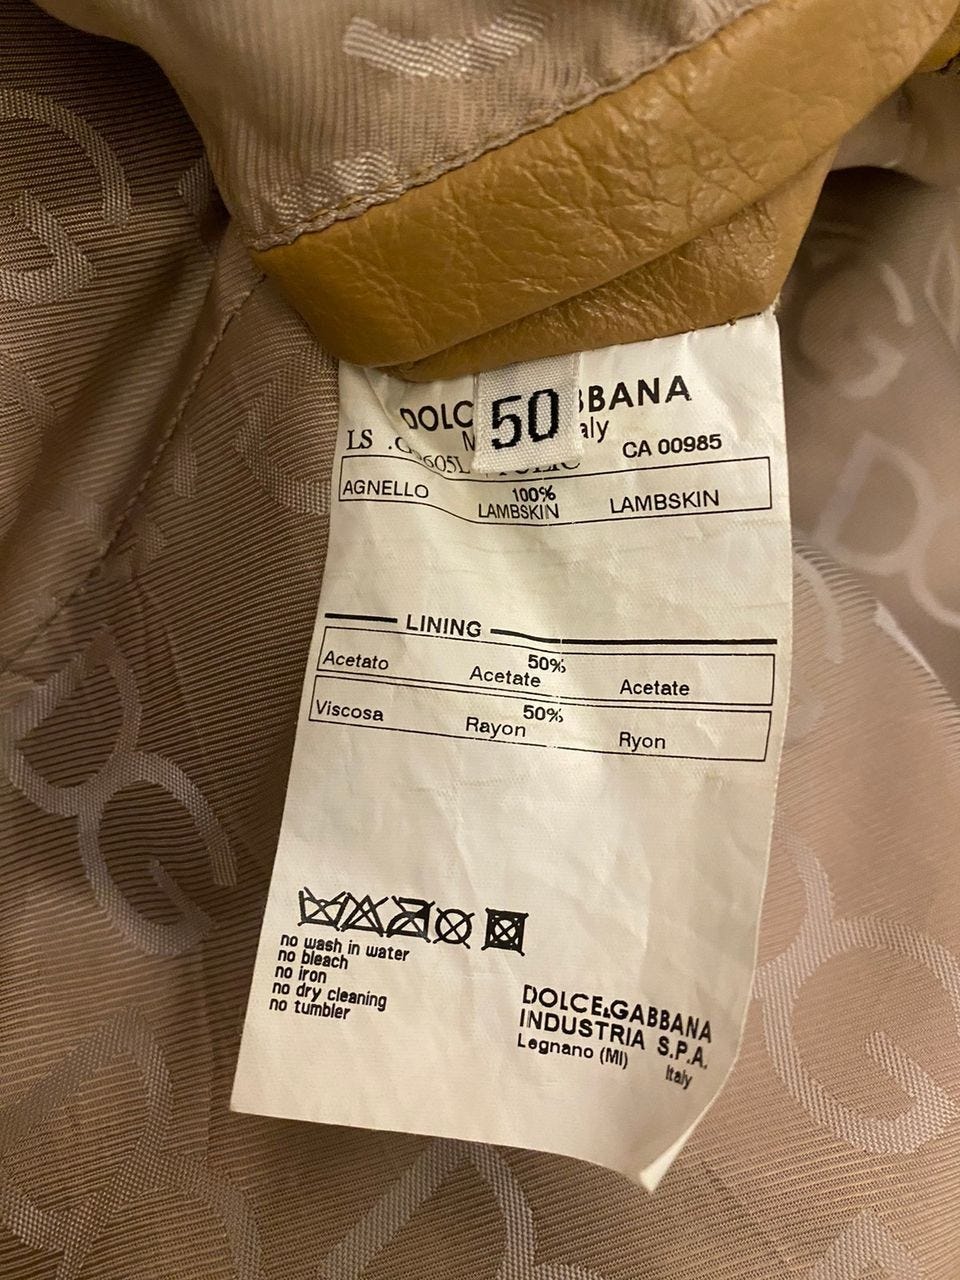 50
DOLC BBANA
aly
LS
CA 00985
AGNELLO 100% LAMBSKIN LAMBSKIN
LINING
Acetato 50% Acetate Acetate
Viscosa 50% Rayon Ryon
no wash in water
no bleach
no iron
no dry cleaning
no tumbler
DOLCE&GABBANA
INDUSTRIA S.P.A.
Legnano (MI)
Italy